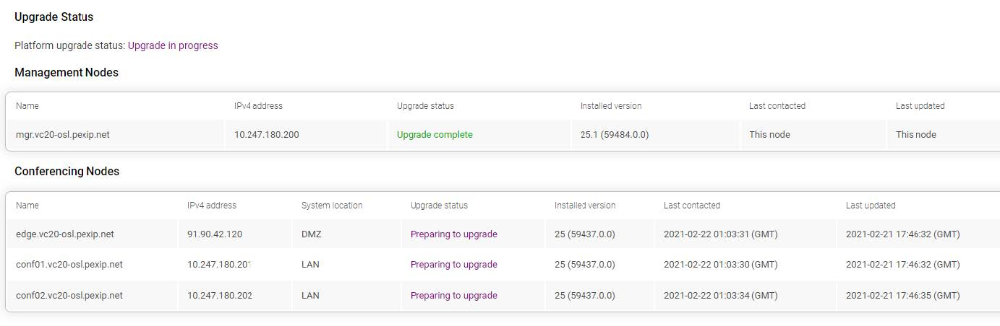 Upgrade Status
Platform upgrade status: Upgrade in progress
Management Nodes
Name IPv4 address Upgrade status Installed version Last contacted Last updated
mgr.vc20-osl.pexip.net 10.247.180.200 Upgrade complete 25.1 (59484.0.0) This node This node
Conferencing Nodes
Name IPv4 address System location Upgrade status Installed version Last contacted Last updated
edge.vc20-osl.pexip.net 91.90.42.120 DMZ Preparing to upgrade 25 (59437.0.0) 2021-02-22 01:03:31 (GMT) 2021-02-21 17:46:32 (GMT)
conf01.vc20-osl.pexip.net 10.247.180.201 LAN Preparing to upgrade 25 (59437.0.0) 2021-02-22 01:03:30 (GMT) 2021-02-21 17:46:32 (GMT)
conf02.vc20-osl.pexip.net 10.247.180.202 LAN Preparing to upgrade 25 (59437.0.0) 2021-02-22 01:03:34 (GMT) 2021-02-21 17:46:35 (GMT)